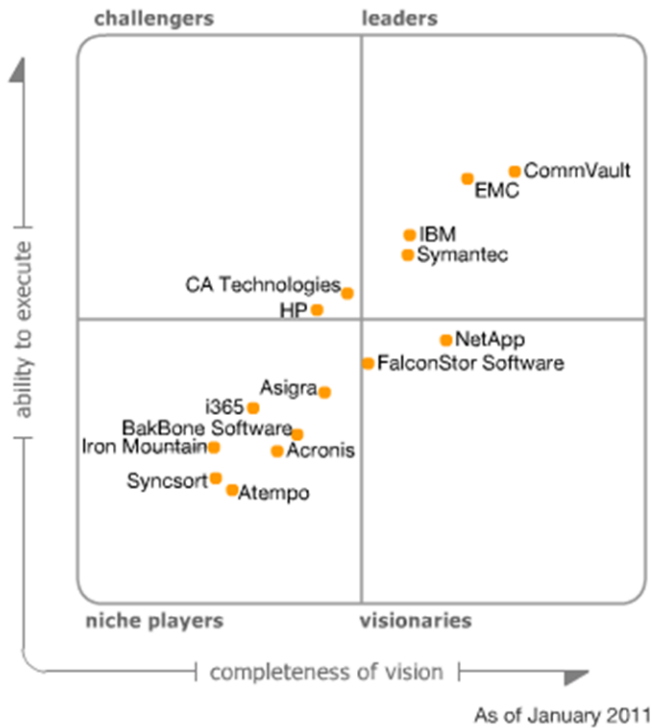 challengers
leaders
CommVault
EMC
IBM
Symantec
CA Technologies
HP
NetApp
FalconStor Software
Asigra
i365
BakBone Software
Iron Mountain
Acronis
Syncsort
Atempo
ability to execute
niche players
visionaries
completeness of vision
As of January 2011